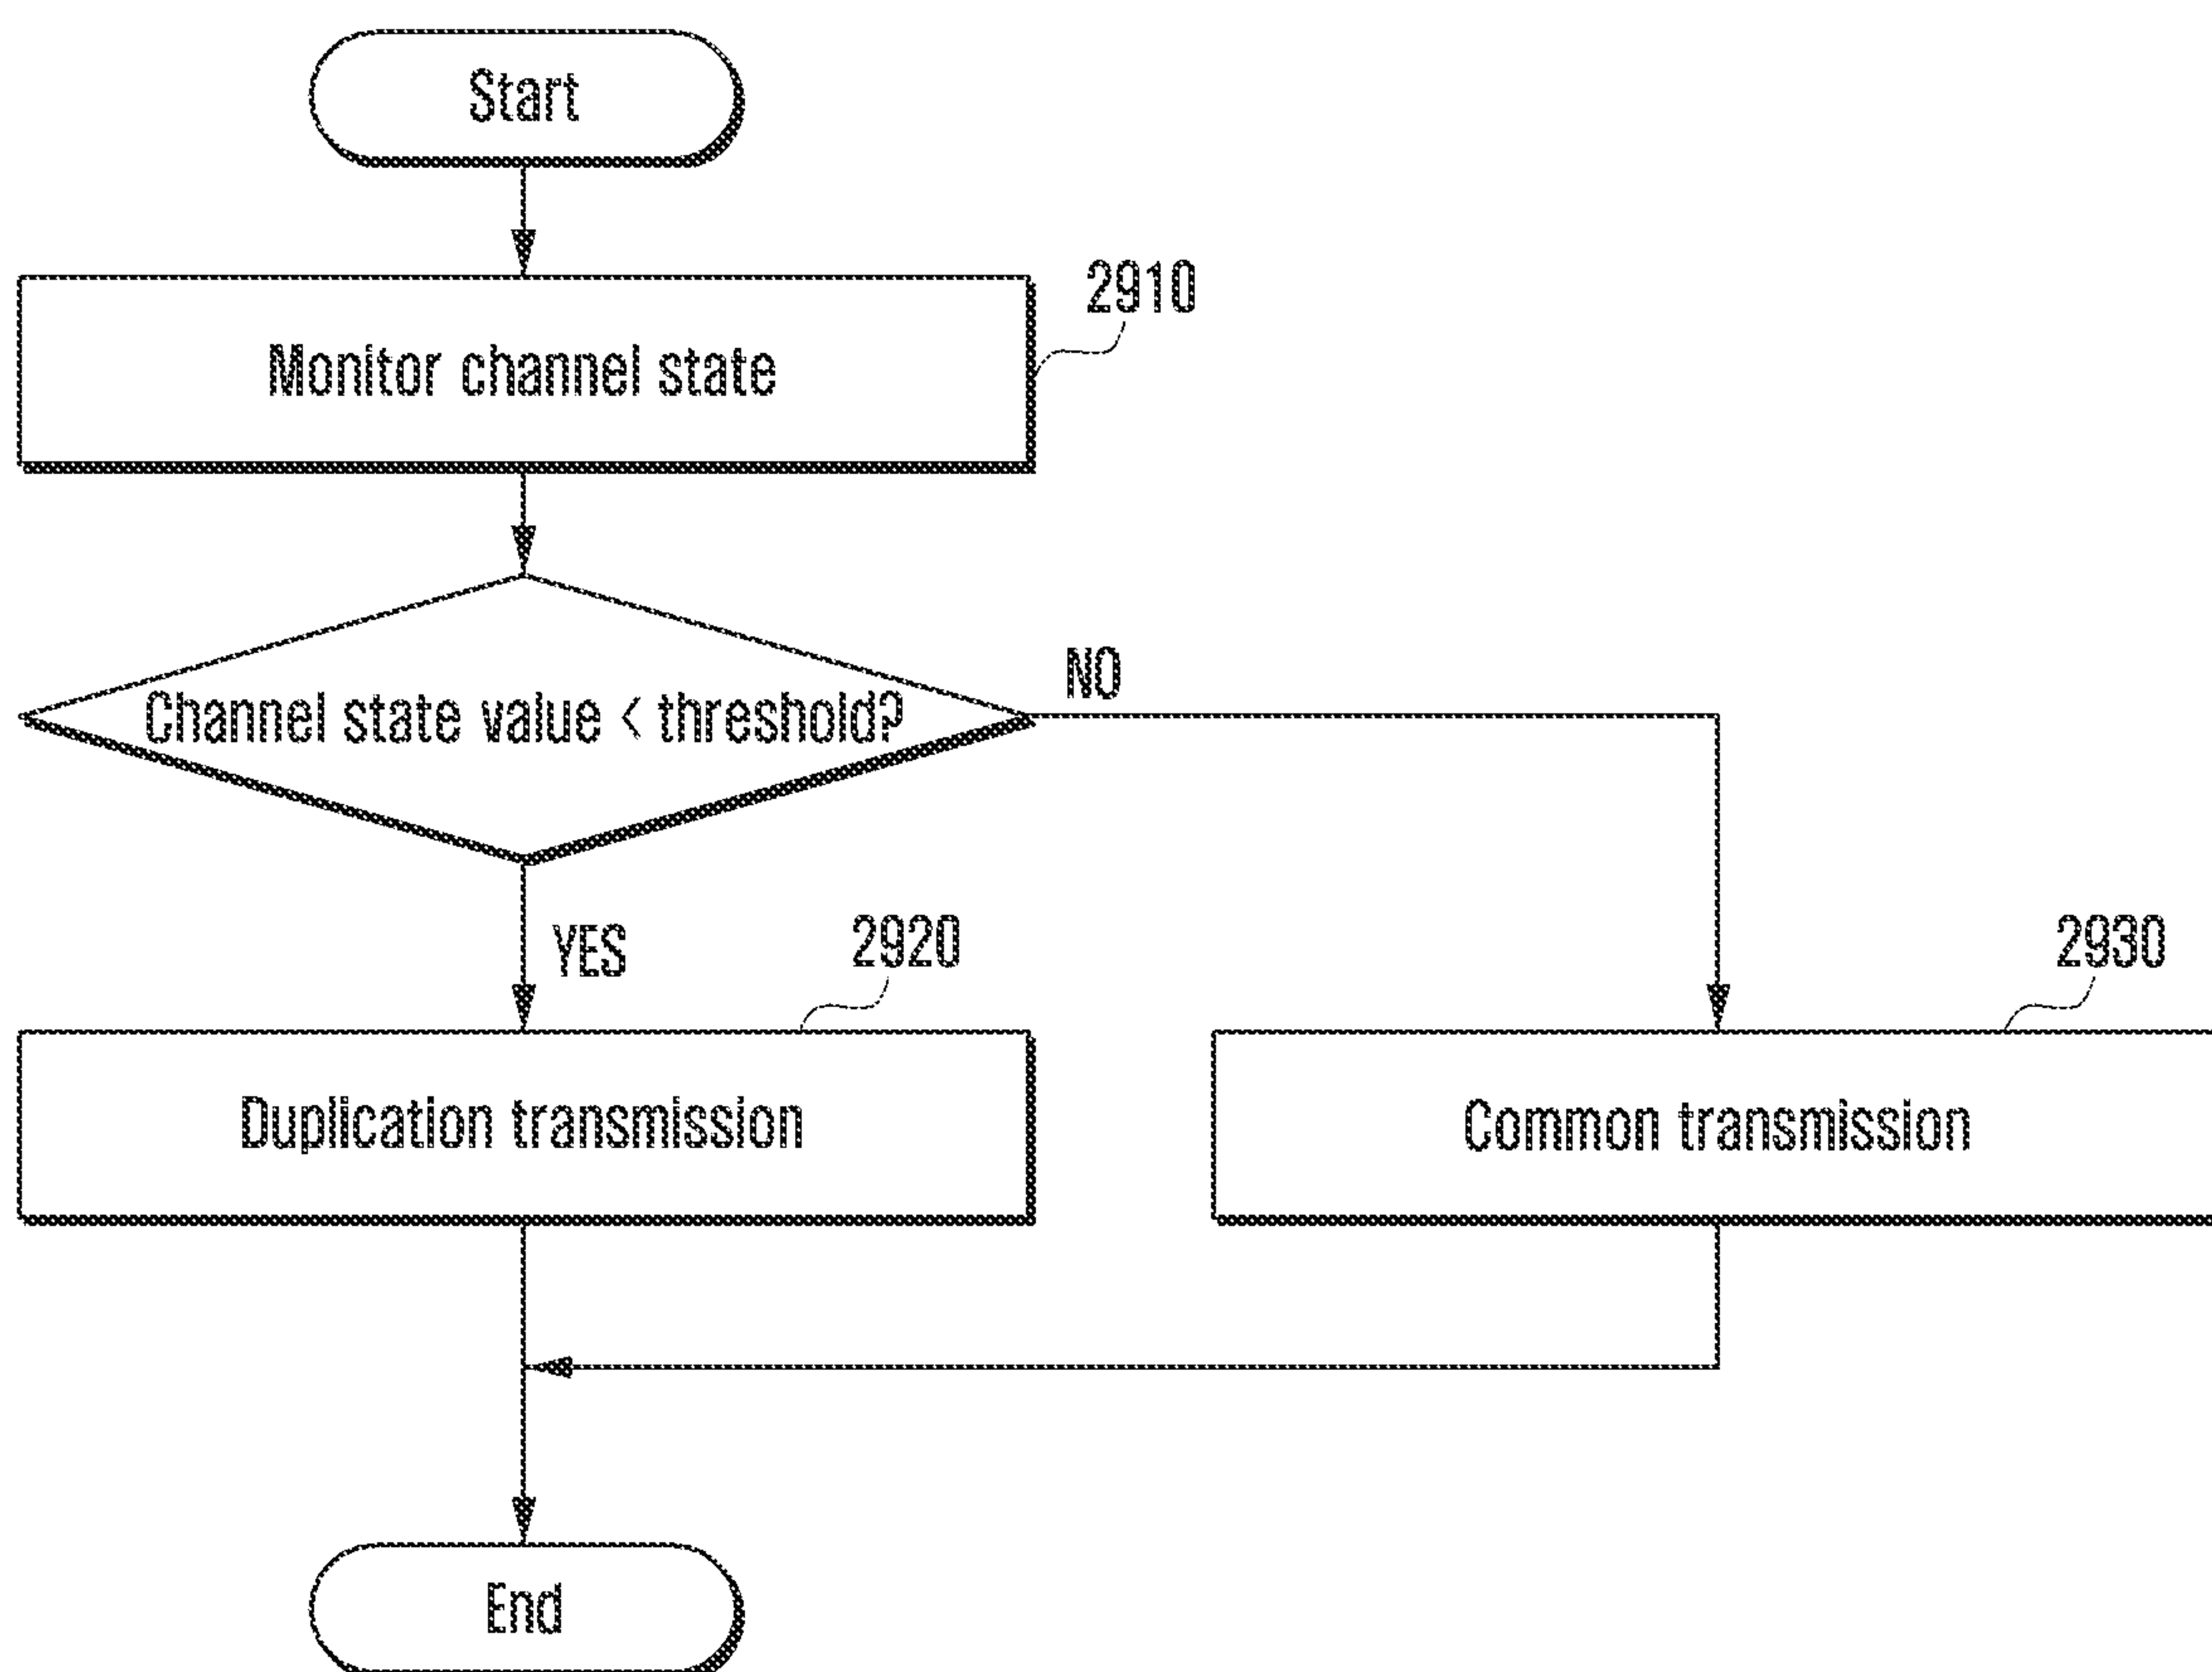 Start
2910
Monitor channel state
NO
Channel state value < threshold?
YES
2920
2930
Duplication transmission
Common transmission
End